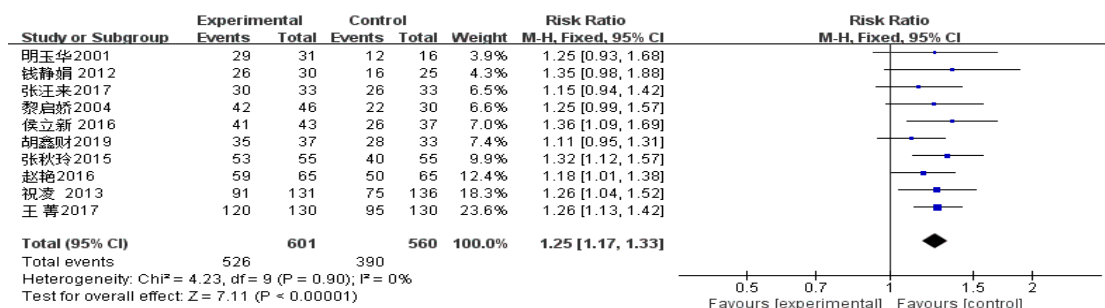 Experimental Control Risk Ratio Risk Ratio
Study or Subgroup Events Total Events Total Weight M-H, Fixed, 95% CI M-H, Fixed, 95% CI
明玉华2001 29 31 12 16 3.9% 1.25 [0.93, 1.68]
钱静娟 2012 26 30 16 25 4.3% 1.35 [0.98, 1.88]
张汪来2017 30 33 26 33 6.5% 1.15 [0.94, 1.42]
黎启娇2004 42 46 22 30 6.6% 1.25 [0.99, 1.57]
侯立新 2016 41 43 26 37 7.0% 1.36 [1.09, 1.69]
胡鑫财2019 35 37 28 33 7.4% 1.11 [0.95, 1.31]
张秋玲2015 53 55 40 55 9.9% 1.32 [1.12, 1.57]
赵艳2016 59 65 50 65 12.4% 1.18 [1.01, 1.38]
祝凌 2013 91 131 75 136 18.3% 1.26 [1.04, 1.52]
王 菁2017 120 130 95 130 23.6% 1.26 [1.13, 1.42]
Total (95% CI) 601 560 100.0% 1.25 [1.17, 1.33]
Total events 526 390
Heterogeneity: Chi² = 4.23, df = 9 (P = 0.90); I² = 0%
Test for overall effect: Z = 7.11 (P < 0.00001)
0.5 0.7 1 1.5 2
Favours [experimental] Favours [control]